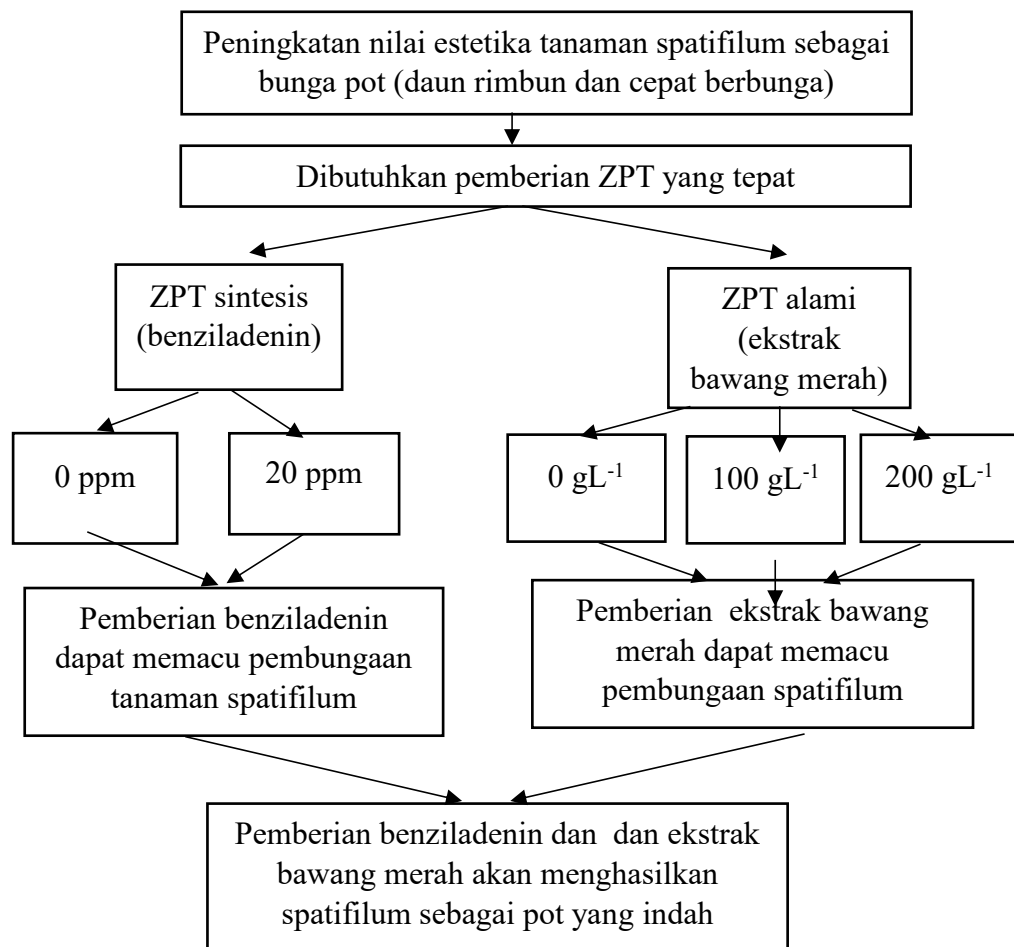 Peningkatan nilai estetika tanaman spatifilum sebagai
bunga pot (daun rimbun dan cepat berbunga)
Dibutuhkan pemberian ZPT yang tepat
ZPT sintesis
(benziladenin)
ZPT alami
(ekstrak
bawang merah)
0 ppm
20 ppm
0 gL⁻¹
100 gL⁻¹
200 gL⁻¹
Pemberian benziladenin
dapat memacu pembungaan
tanaman spatifilum
Pemberian  ekstrak bawang
merah dapat memacu
pembungaan spatifilum
Pemberian benziladenin dan  dan ekstrak
bawang merah akan menghasilkan
spatifilum sebagai pot yang indah